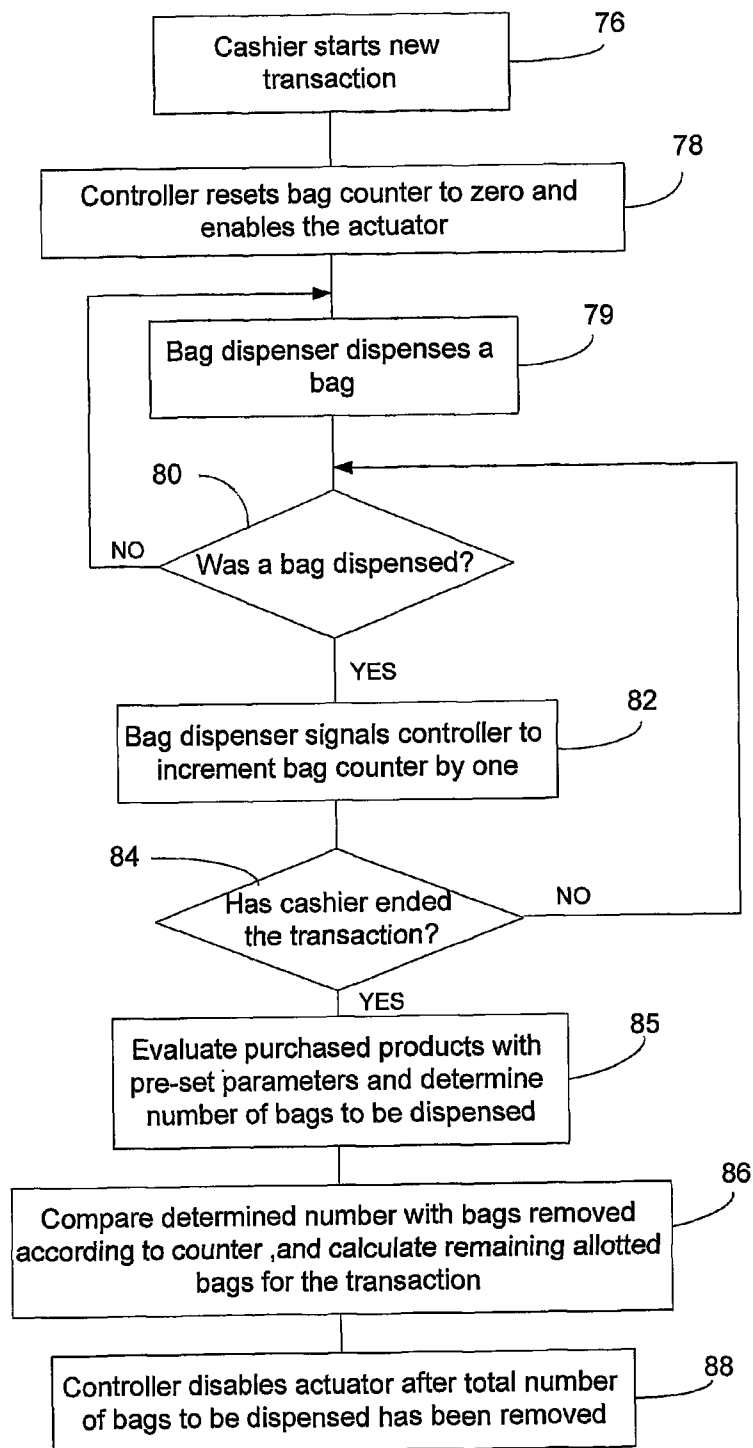 Cashier starts new
transaction
76
78
Controller resets bag counter to zero and
enables the actuator
79
Bag dispenser dispenses a
bag
80
NO
Was a bag dispensed?
YES
82
Bag dispenser signals controller to
increment bag counter by one
84
Has cashier ended
the transaction?
NO
YES
85
Evaluate purchased products with
pre-set parameters and determine
number of bags to be dispensed
86
Compare determined number with bags removed
according to counter ,and calculate remaining allotted
bags for the transaction
88
Controller disables actuator after total number
of bags to be dispensed has been removed